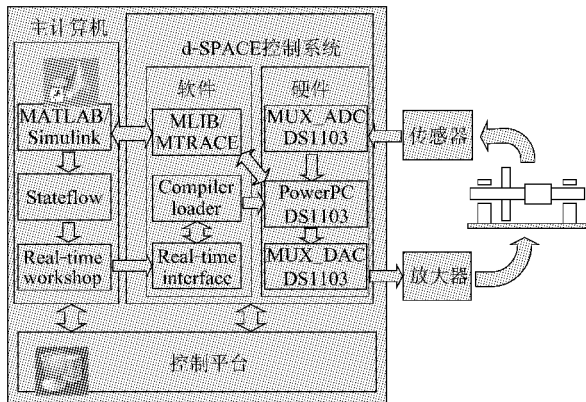 主计算机
d-SPACE控制系统
软件
硬件
MATLAB
Simulink
MLIB
MTRACE
MUX_ADC
DS1103
传感器
Stateflow
Compiler
loader
PowerPC
DS1103
Real-time
workshop
Real-time
interface
MUX_DAC
DS1103
放大器
控制平台